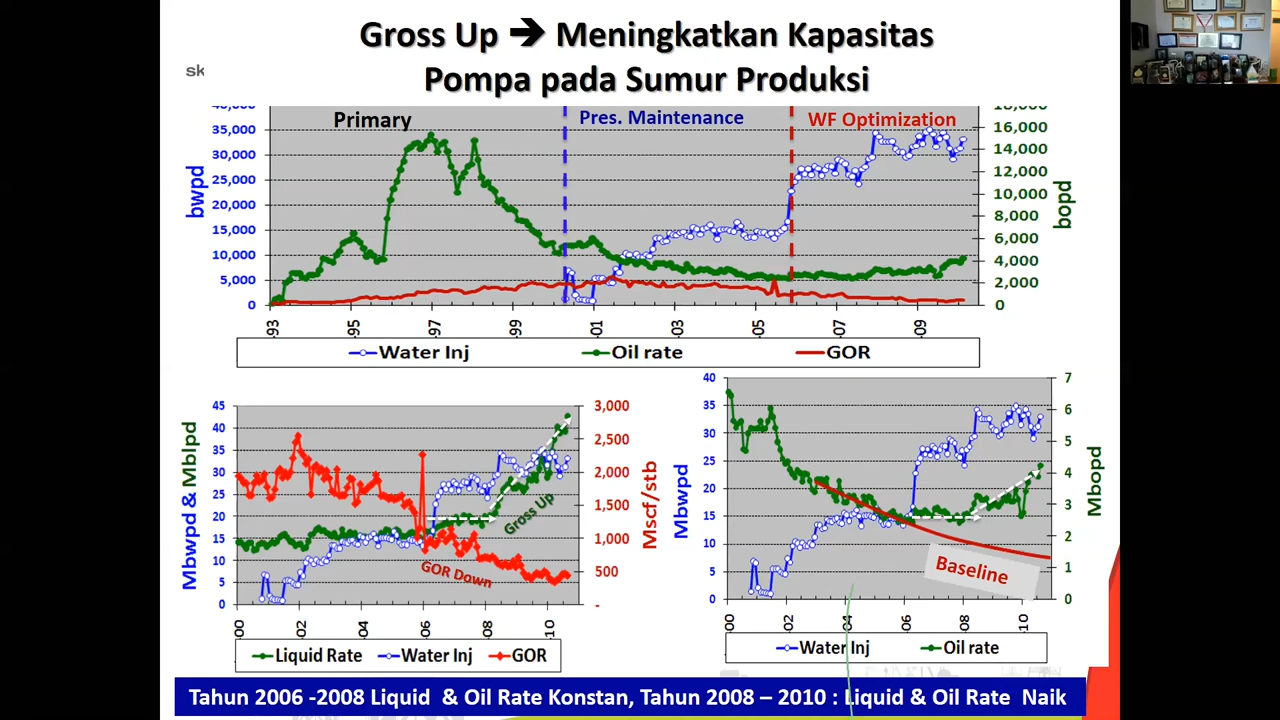 Gross Up ➔ Meningkatkan Kapasitas
Pompa pada Sumur Produksi
sk
Primary
Pres. Maintenance
WF Optimization
bwpd
35,000
30,000
25,000
20,000
15,000
10,000
5,000
0
16,000
14,000
12,000
10,000
8,000
6,000
4,000
2,000
0
bopd
93 95 97 99 01 03 05 07 09
Water Inj Oil rate GOR
Mbwpd & Mblpd
45
40
35
30
25
20
15
10
5
0
3,000
2,500
2,000
1,500
1,000
500
-
Mscf/stb
Gross Up
GOR Down
00 02 04 06 08 10
Liquid Rate Water Inj GOR
Mbwpd
40
35
30
25
20
15
10
5
0
7
6
5
4
3
2
1
0
Mbopd
Baseline
00 02 04 06 08 10
Water Inj Oil rate
Tahun 2006 -2008 Liquid & Oil Rate Konstan, Tahun 2008 – 2010 : Liquid & Oil Rate Naik